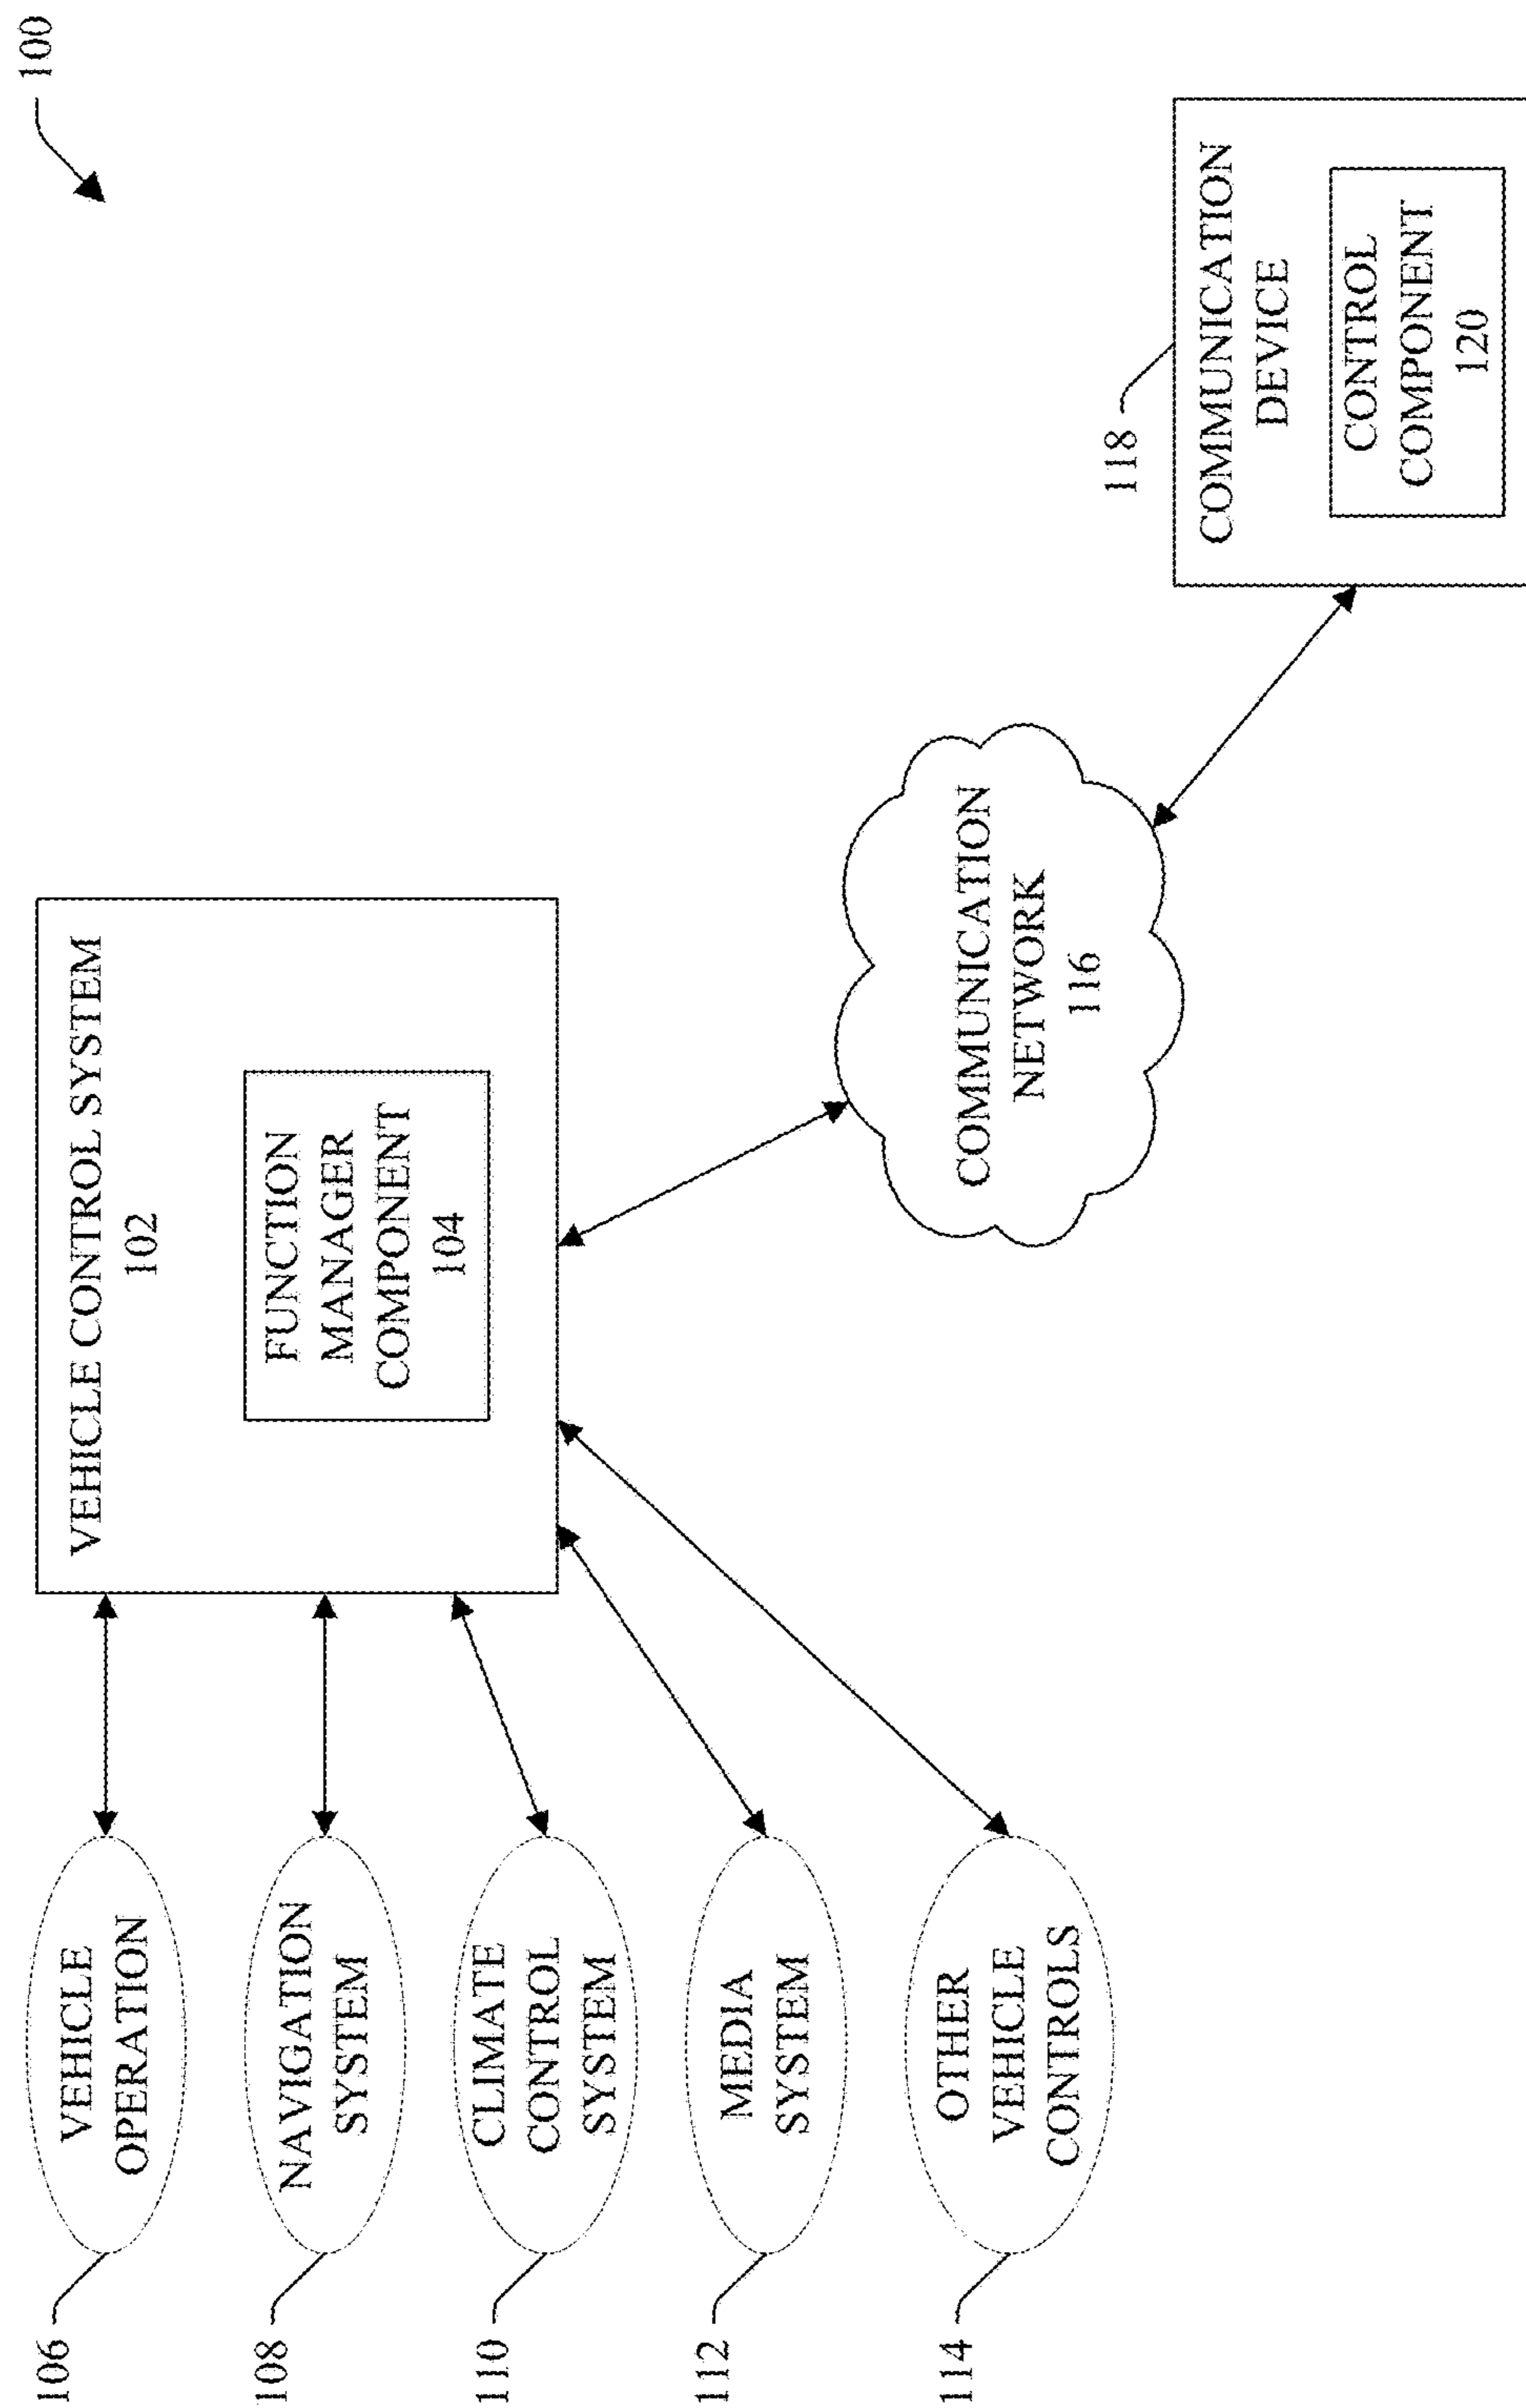 100
VEHICLE CONTROL SYSTEM
102
FUNCTION
MANAGER
COMPONENT
104
106
VEHICLE
OPERATION
108
NAVIGATION
SYSTEM
110
CLIMATE
CONTROL
SYSTEM
112
MEDIA
SYSTEM
114
OTHER
VEHICLE
CONTROLS
COMMUNICATION
NETWORK
116
118
COMMUNICATION
DEVICE
CONTROL
COMPONENT
120